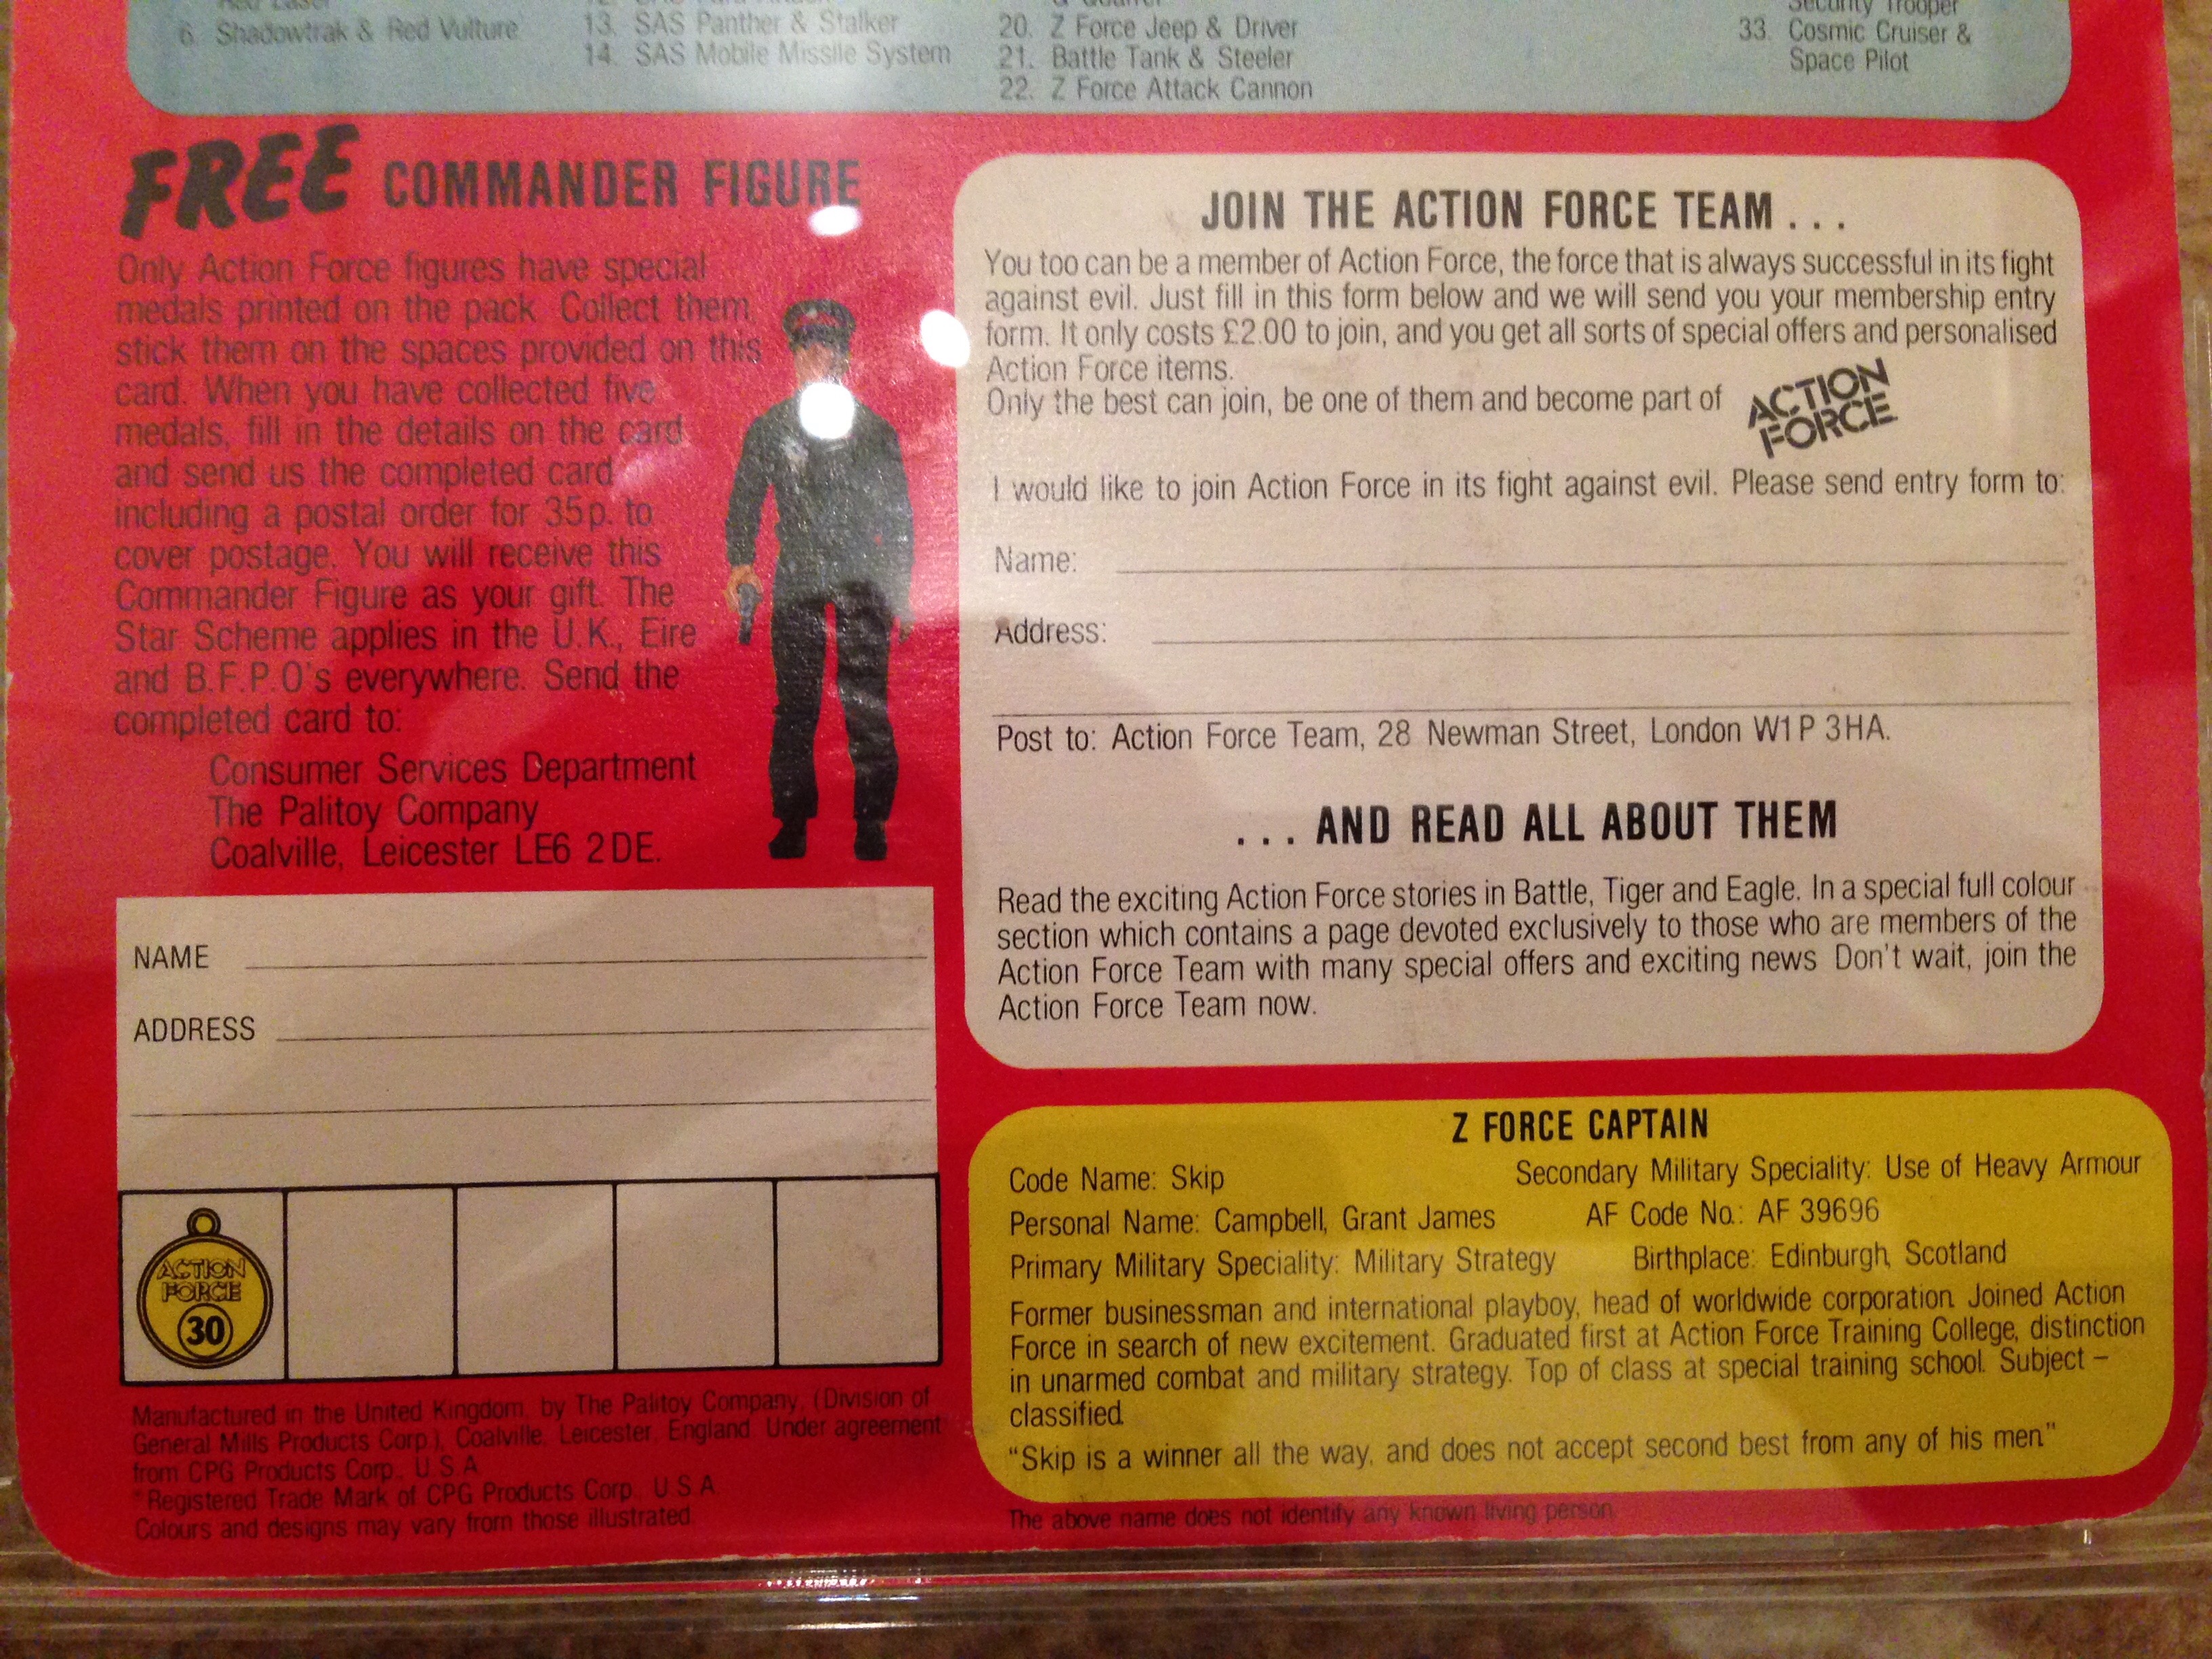 6. Shadowtrak & Red Vulture
13. SAS Panther & Stalker
14. SAS Mobile Missile System
20. Z Force Jeep & Driver
21. Battle Tank & Steeler
22. Z Force Attack Cannon
Security Trooper
33. Cosmic Cruiser &
Space Pilot
FREE COMMANDER FIGURE
Only Action Force figures have special
medals printed on the pack. Collect them,
stick them on the spaces provided on this
card. When you have collected five
medals, fill in the details on the card
and send us the completed card
including a postal order for 35p. to
cover postage. You will receive this
Commander Figure as your gift. The
Star Scheme applies in the U.K., Eire
and B.F.P.O's everywhere. Send the
completed card to:
Consumer Services Department
The Palitoy Company
Coalville, Leicester LE6 2DE.
NAME
ADDRESS
ACTION
FORCE
30
Manufactured in the United Kingdom by The Palitoy Company, (Division of
General Mills Products Corp.), Coalville, Leicester, England. Under agreement
from CPG Products Corp., U.S.A.
*Registered Trade Mark of CPG Products Corp. U.S.A
Colours and designs may vary from those illustrated.
JOIN THE ACTION FORCE TEAM . . .
You too can be a member of Action Force, the force that is always successful in its fight
against evil. Just fill in this form below and we will send you your membership entry
form. It only costs £2.00 to join, and you get all sorts of special offers and personalised
Action Force items.
Only the best can join, be one of them and become part of
ACTION
FORCE
I would like to join Action Force in its fight against evil. Please send entry form to:
Name:
Address:
Post to: Action Force Team, 28 Newman Street, London W1P 3HA.
. . . AND READ ALL ABOUT THEM
Read the exciting Action Force stories in Battle, Tiger and Eagle. In a special full colour
section which contains a page devoted exclusively to those who are members of the
Action Force Team with many special offers and exciting news Don't wait, join the
Action Force Team now.
Z FORCE CAPTAIN
Code Name: Skip Secondary Military Speciality: Use of Heavy Armour
Personal Name: Campbell, Grant James AF Code No.: AF 39696
Primary Military Speciality: Military Strategy Birthplace: Edinburgh, Scotland
Former businessman and international playboy, head of worldwide corporation. Joined Action
Force in search of new excitement. Graduated first at Action Force Training College, distinction
in unarmed combat and military strategy. Top of class at special training school. Subject –
classified.
"Skip is a winner all the way, and does not accept second best from any of his men."
The above name does not identify any known living person.